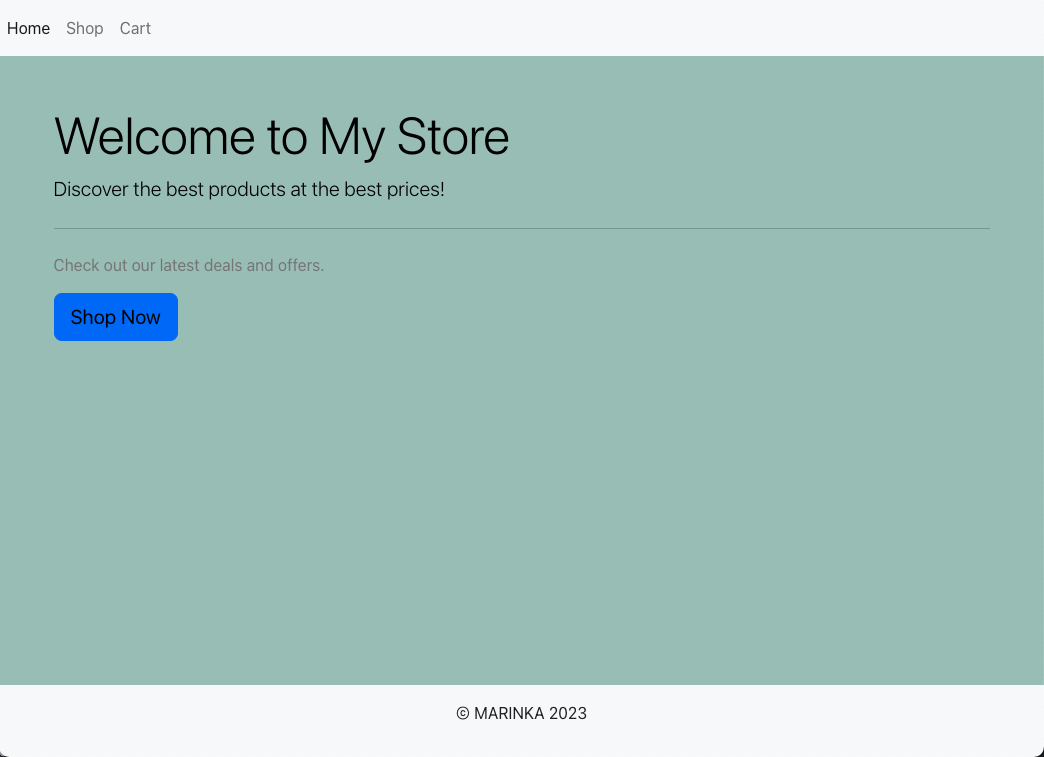 Home Shop Cart
Welcome to My Store
Discover the best products at the best prices!
Check out our latest deals and offers.
Shop Now
© MARINKA 2023